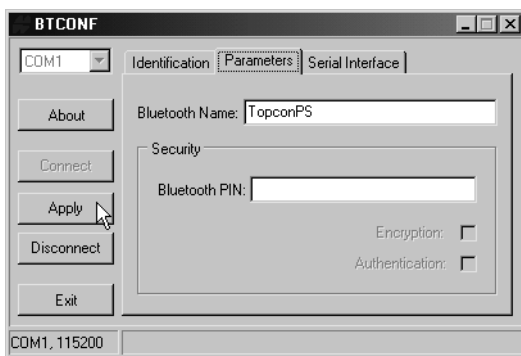 BTCONF
COM1
Identification Parameters Serial Interface
About
Bluetooth Name: TopconPS
Security
Connect
Bluetooth PIN:
Apply
Encryption:
Disconnect
Authentication:
Exit
COM1, 115200